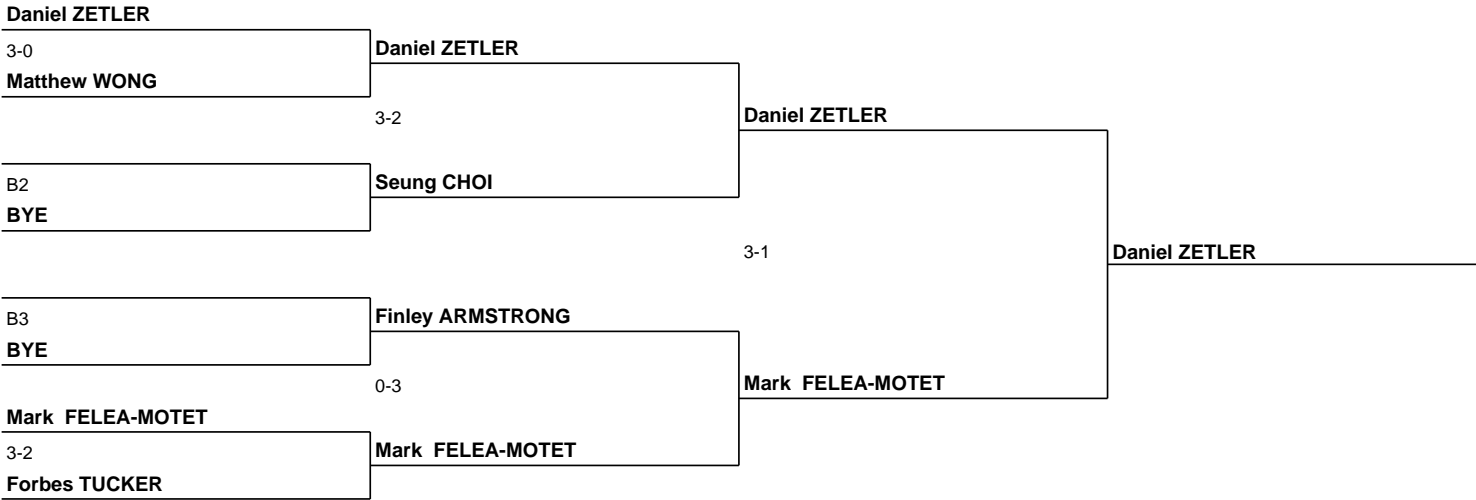 Daniel ZETLER
3-0
Matthew WONG
B2
BYE
B3
BYE
Mark  FELEA-MOTET
3-2
Forbes TUCKER
Daniel ZETLER
3-2
Seung CHOI
Finley ARMSTRONG
0-3
Mark  FELEA-MOTET
Daniel ZETLER
3-1
Mark  FELEA-MOTET
Daniel ZETLER